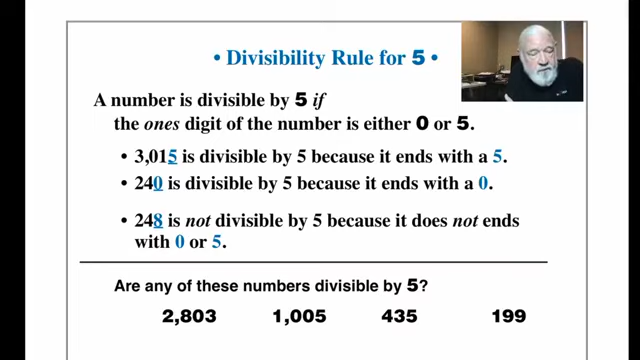 • Divisibility Rule for 5 •
A number is divisible by 5 if
the ones digit of the number is either 0 or 5.
• 3,015 is divisible by 5 because it ends with a 5.
• 240 is divisible by 5 because it ends with a 0.
• 248 is not divisible by 5 because it does not ends
with 0 or 5.
Are any of these numbers divisible by 5?
2,803 1,005 435 199